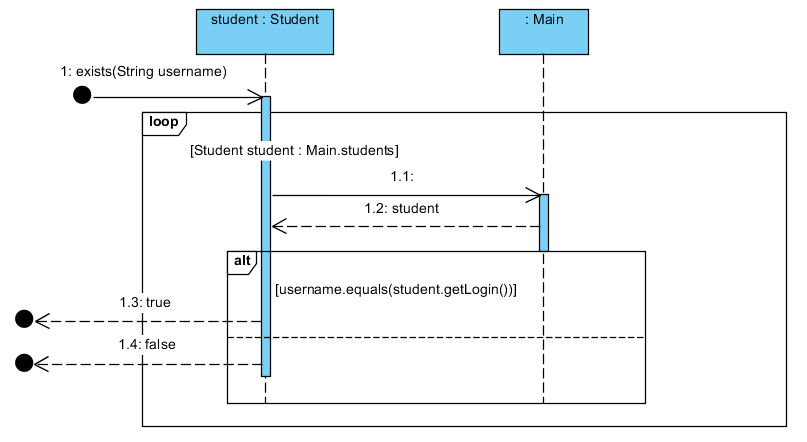 student : Student
: Main
1: exists(String username)
loop
[Student student : Main.students]
1.1:
1.2: student
alt
[username.equals(student.getLogin())]
1.3: true
1.4: false